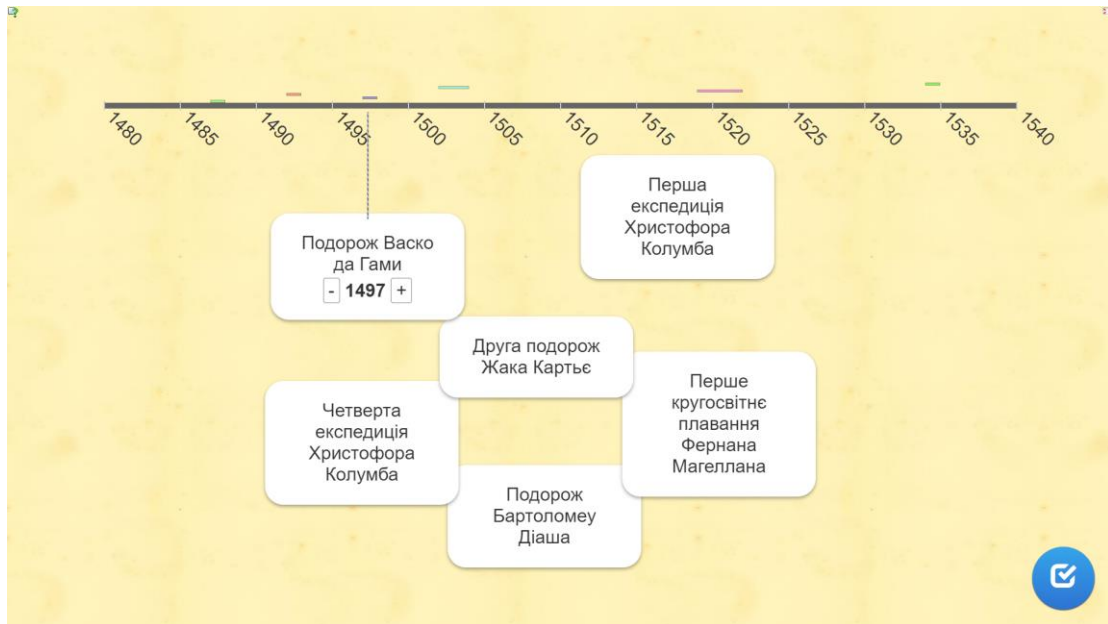 1480
1485
1490
1495
1500
1505
1510
1515
1520
1525
1530
1535
1540
Перша
експедиція
Христофора
Колумба
Подорож Васко
да Гами
- 1497 +
Друга подорож
Жака Картьє
Перше
кругосвітнє
плавання
Фернана
Магеллана
Четверта
експедиція
Христофора
Колумба
Подорож
Бартоломеу
Діаша